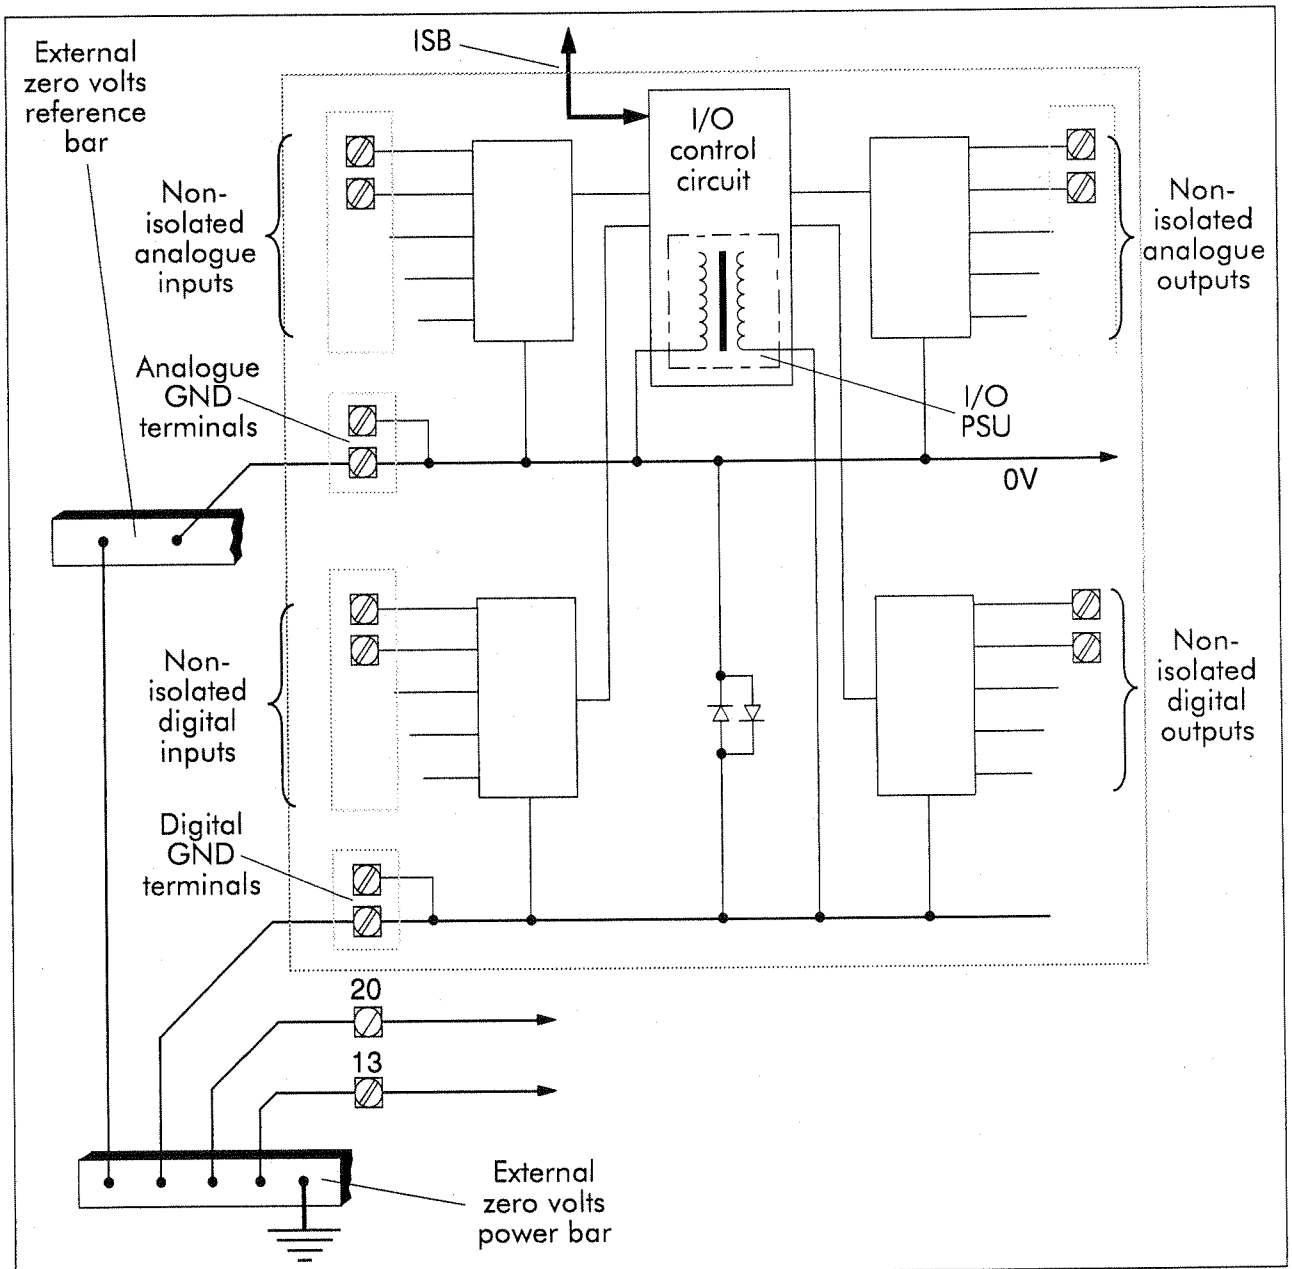 External
zero volts
reference
bar
ISB
I/O
control
circuit
Non-
isolated
analogue
inputs
Non-
isolated
analogue
outputs
Analogue
GND
terminals
I/O
PSU
0V
Non-
isolated
digital
inputs
Non-
isolated
digital
outputs
Digital
GND
terminals
20
13
External
zero volts
power bar